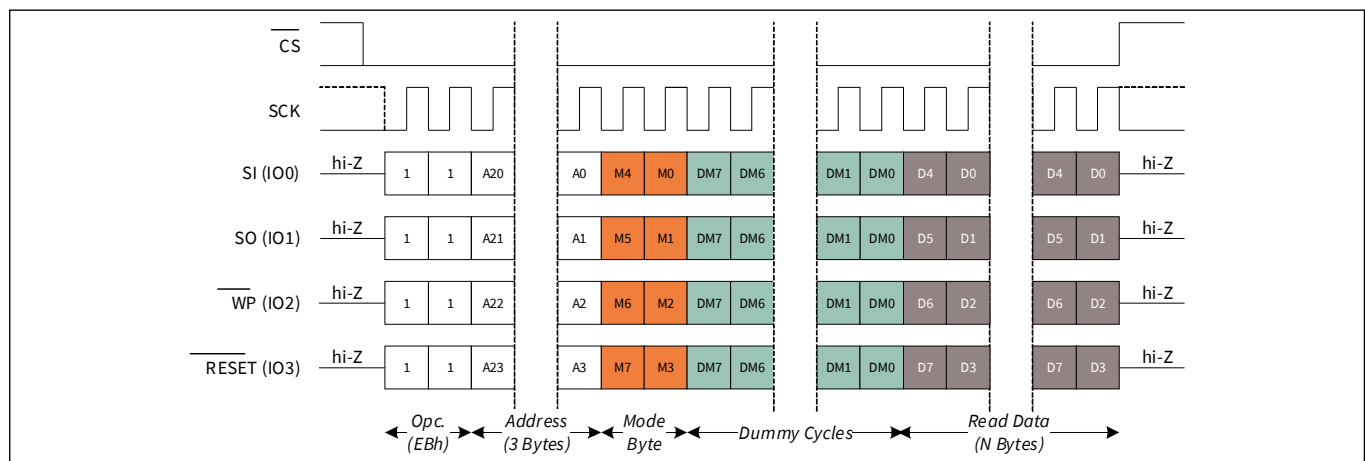 CS
SCK
SI (IO0) hi-Z 1 1 A20 A0 M4 M0 DM7 DM6 DM1 DM0 D4 D0 D4 D0 hi-Z
SO (IO1) hi-Z 1 1 A21 A1 M5 M1 DM7 DM6 DM1 DM0 D5 D1 D5 D1 hi-Z
WP (IO2) hi-Z 1 1 A22 A2 M6 M2 DM7 DM6 DM1 DM0 D6 D2 D6 D2 hi-Z
RESET (IO3) hi-Z 1 1 A23 A3 M7 M3 DM7 DM6 DM1 DM0 D7 D3 D7 D3 hi-Z
Opc. Address Mode Dummy Cycles Read Data
(EBh) (3 Bytes) Byte (N Bytes)